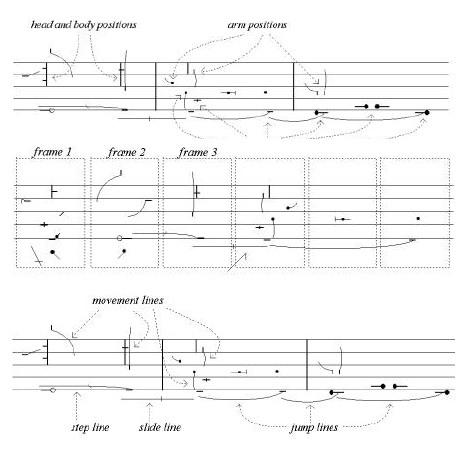 head and body positions arm positions
frame 1 frame 2 frame 3
movement lines
step line slide line jump lines